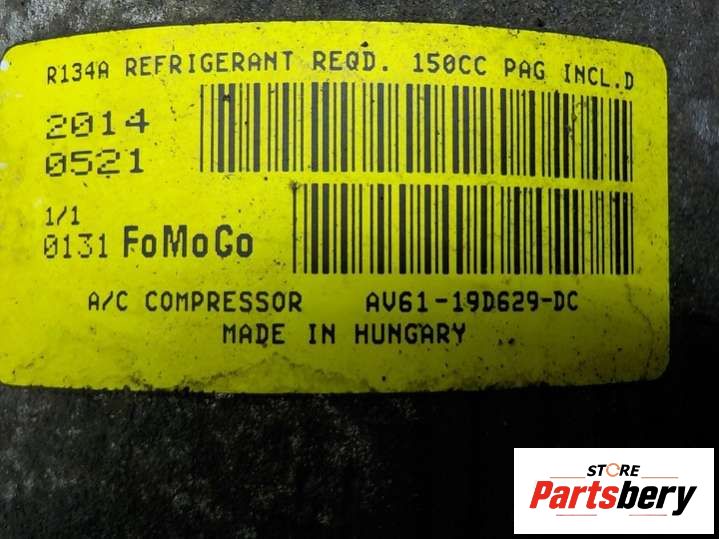 R134A REFRIGERANT REQD. 150CC PAG INCL.D
2014
0521
1/1
0131 FoMoCo
A/C COMPRESSOR AV61-19D629-DC
MADE IN HUNGARY
STORE
Partsbery